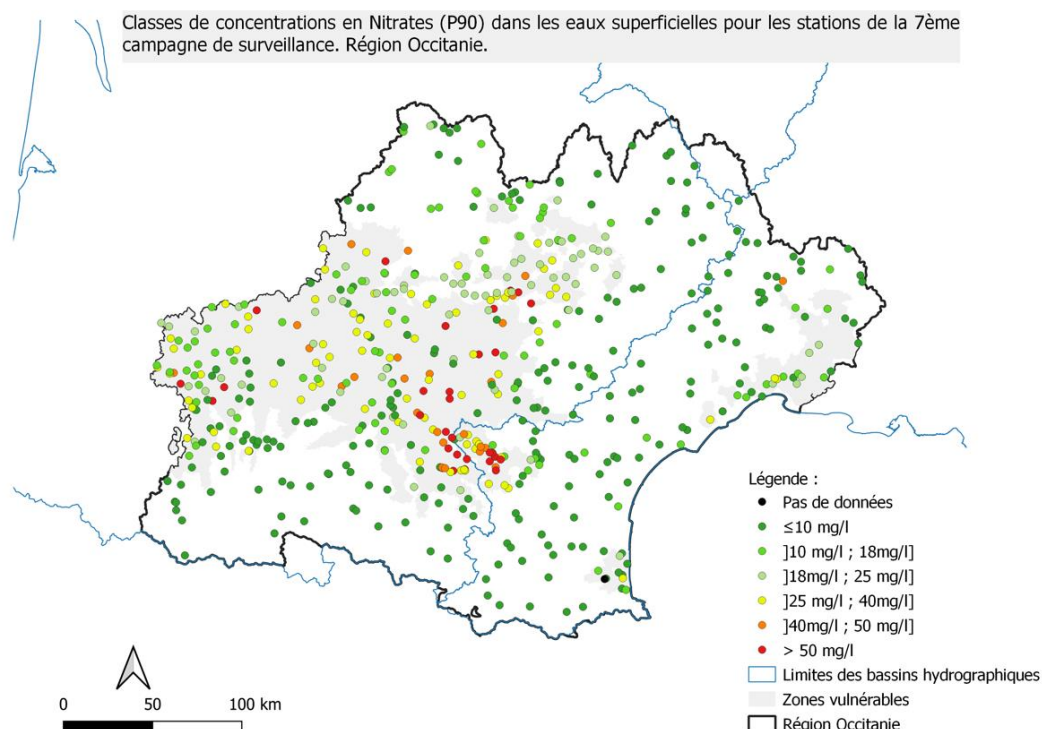 Classes de concentrations en Nitrates (P90) dans les eaux superficielles pour les stations de la 7ème
campagne de surveillance. Région Occitanie.
Légende :
Pas de données
≤10 mg/l
]10 mg/l ; 18mg/l]
]18mg/l ; 25 mg/l]
]25 mg/l ; 40mg/l]
]40mg/l ; 50 mg/l]
> 50 mg/l
Limites des bassins hydrographiques
Zones vulnérables
Région Occitanie
0 50 100 km